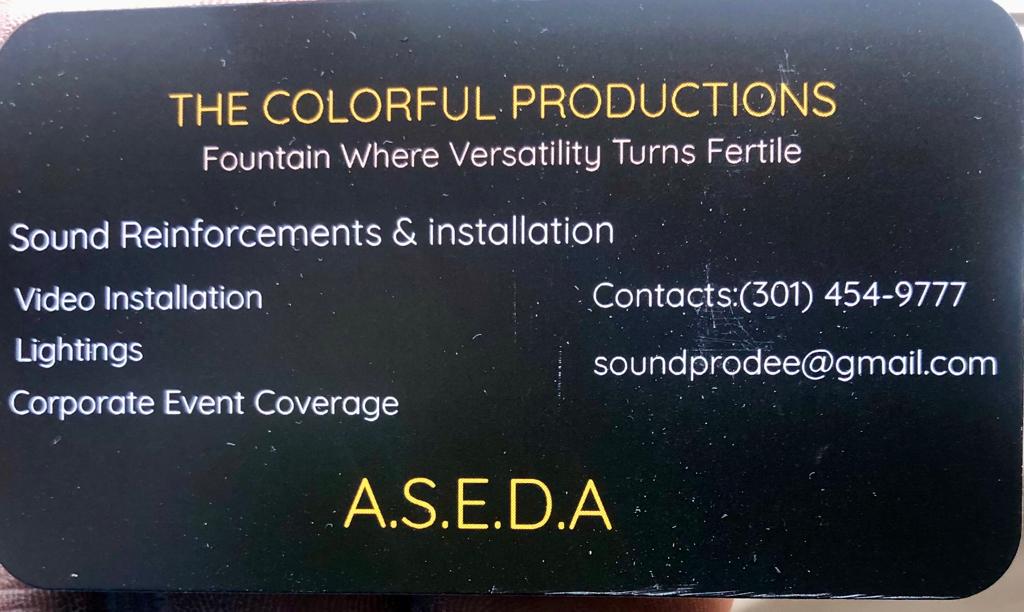 THE COLORFUL PRODUCTIONS
Fountain Where Versatility Turns Fertile
Sound Reinforcements & installation
Video Installation
Lightings
Corporate Event Coverage
Contacts:(301) 454-9777
soundprodee@gmail.com
A.S.E.D.A